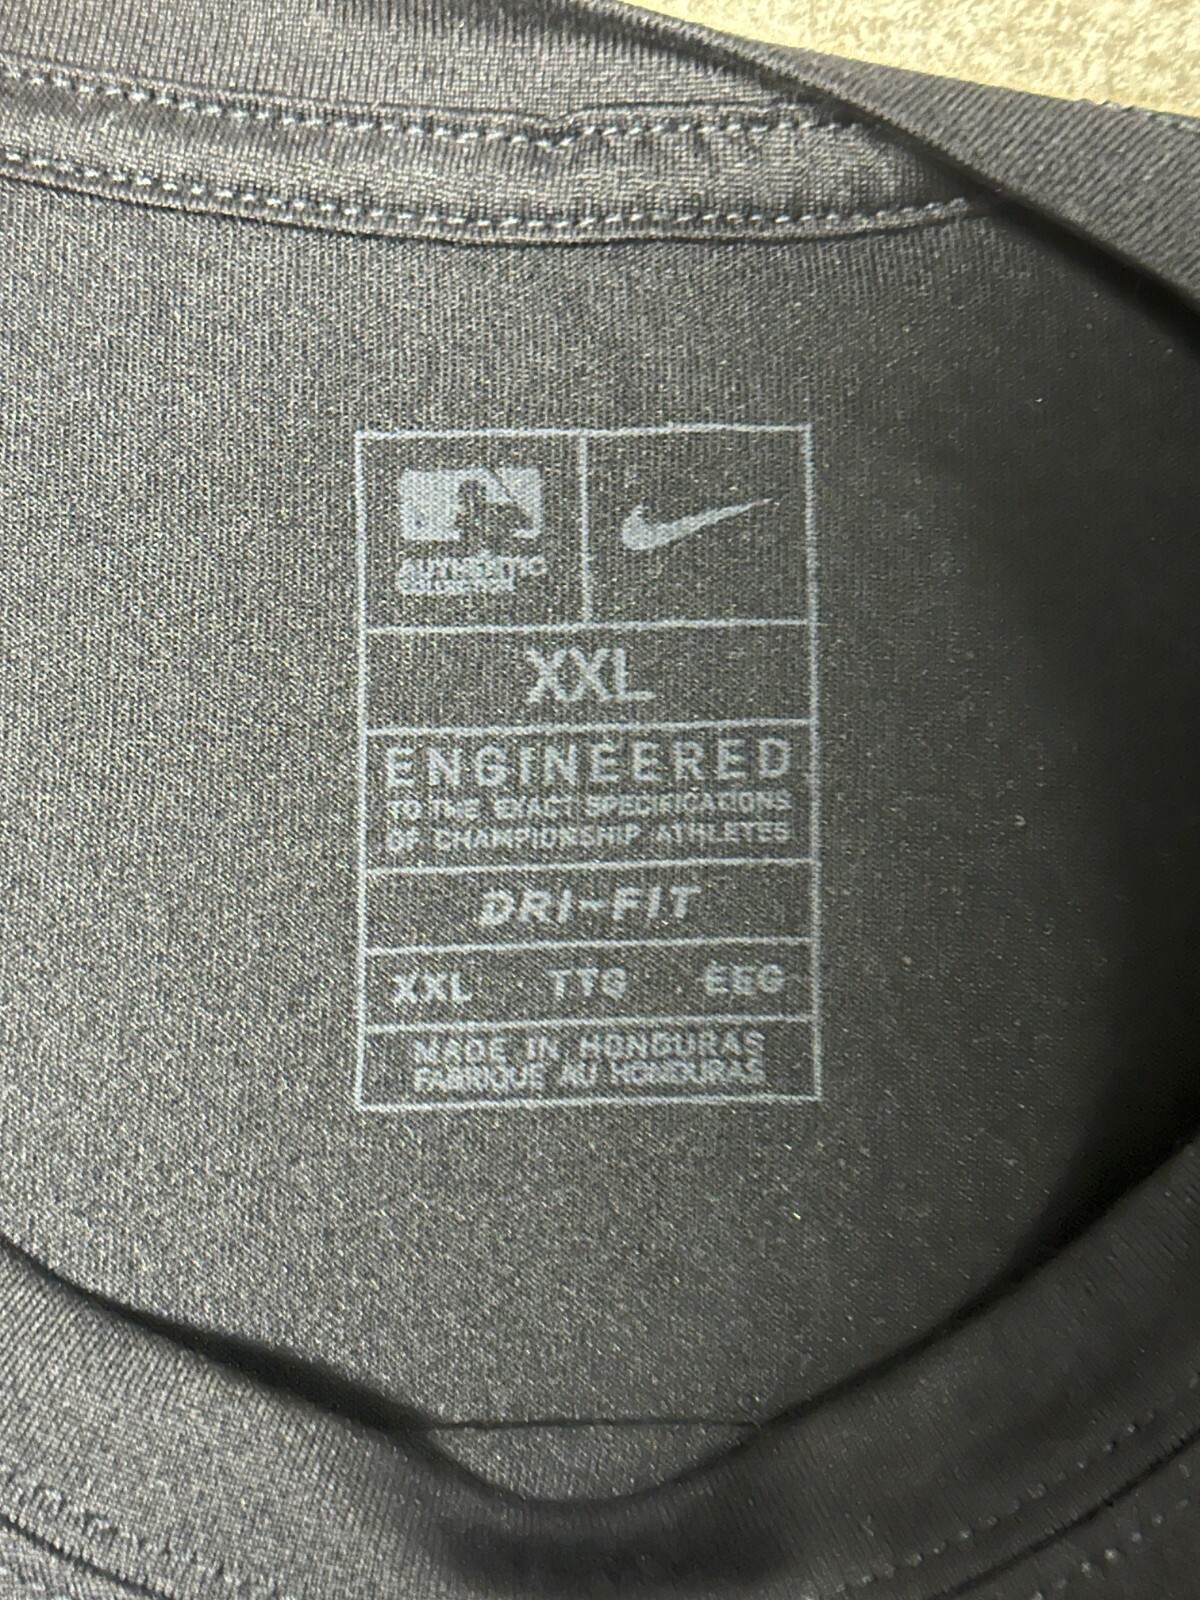 AUTHENTIC
COLLECTION
XXL
ENGINEERED
TO THE EXACT SPECIFICATIONS
OF CHAMPIONSHIP ATHLETES
DRI-FIT
XXL TTG EEG
MADE IN HONDURAS
FABRIQUÉ AU HONDURAS